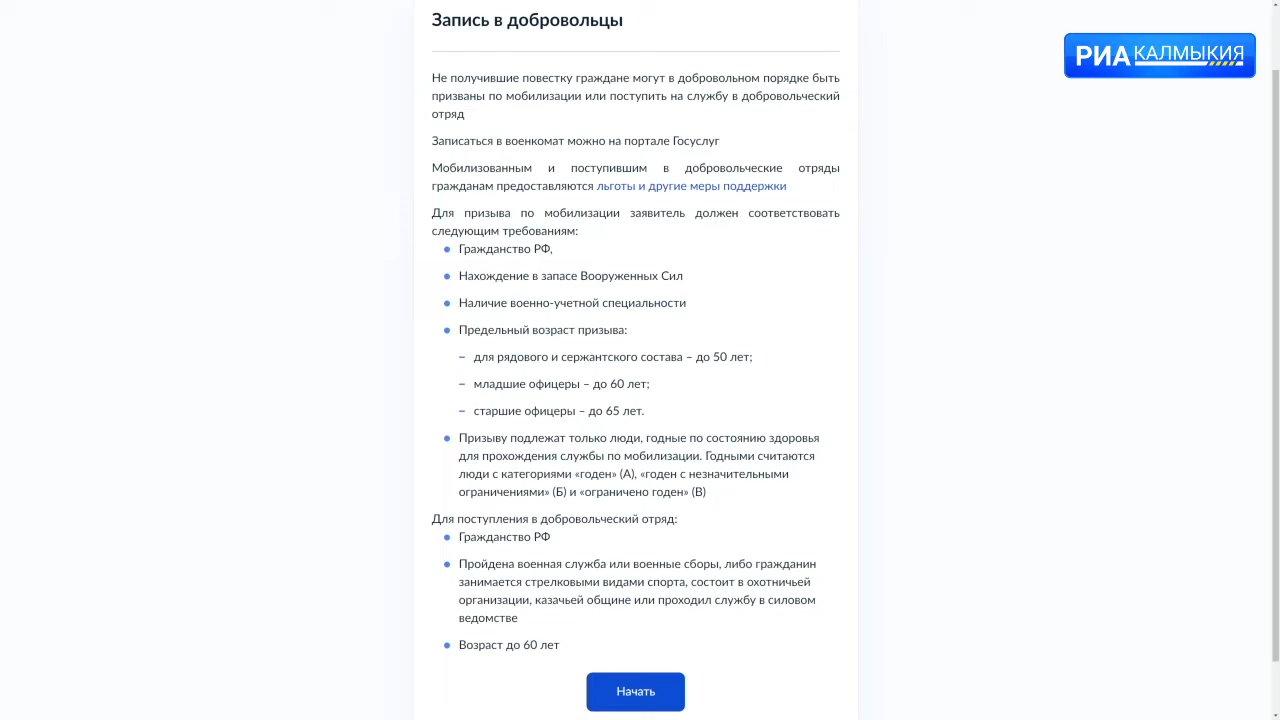 Запись в добровольцы
РИА КАЛМЫКИЯ
Не получившие повестку граждане могут в добровольном порядке быть
призваны по мобилизации или поступить на службу в добровольческий
отряд
Записаться в военкомат можно на портале Госуслуг
Мобилизованным и поступившим в добровольческие отряды
гражданам предоставляются льготы и другие меры поддержки
Для призыва по мобилизации заявитель должен соответствовать
следующим требованиям:
Гражданство РФ,
Нахождение в запасе Вооруженных Сил
Наличие военно-учетной специальности
Предельный возраст призыва:
– для рядового и сержантского состава – до 50 лет;
– младшие офицеры – до 60 лет;
– старшие офицеры – до 65 лет.
Призыву подлежат только люди, годные по состоянию здоровья
для прохождения службы по мобилизации. Годными считаются
люди с категориями «годен» (А), «годен с незначительными
ограничениями» (Б) и «ограничено годен» (В)
Для поступления в добровольческий отряд:
Гражданство РФ
Пройдена военная служба или военные сборы, либо гражданин
занимается стрелковыми видами спорта, состоит в охотничьей
организации, казачьей общине или проходил службу в силовом
ведомстве
Возраст до 60 лет
Начать